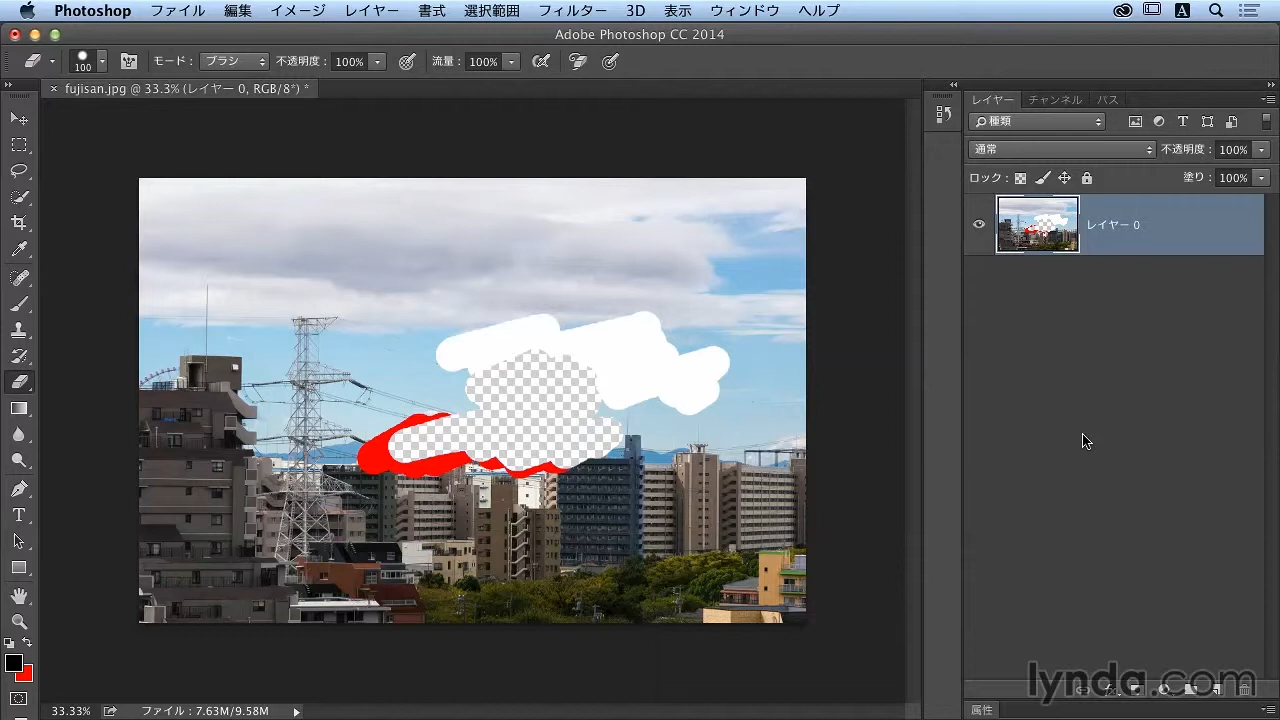 Photoshop ファイル 編集 イメージ レイヤー 書式 選択範囲 フィルター 3D 表示 ウィンドウ ヘルプ A
Adobe Photoshop CC 2014
100 モード： ブラシ 不透明度： 100% 流量： 100%
× fujisan.jpg @ 33.3% (レイヤー 0, RGB/8*) *
レイヤー チャンネル パス
種類 T
通常 不透明度： 100%
ロック： 塗り： 100%
レイヤー 0
T
lynda.com
33.33% ファイル：7.63M/9.58M
属性